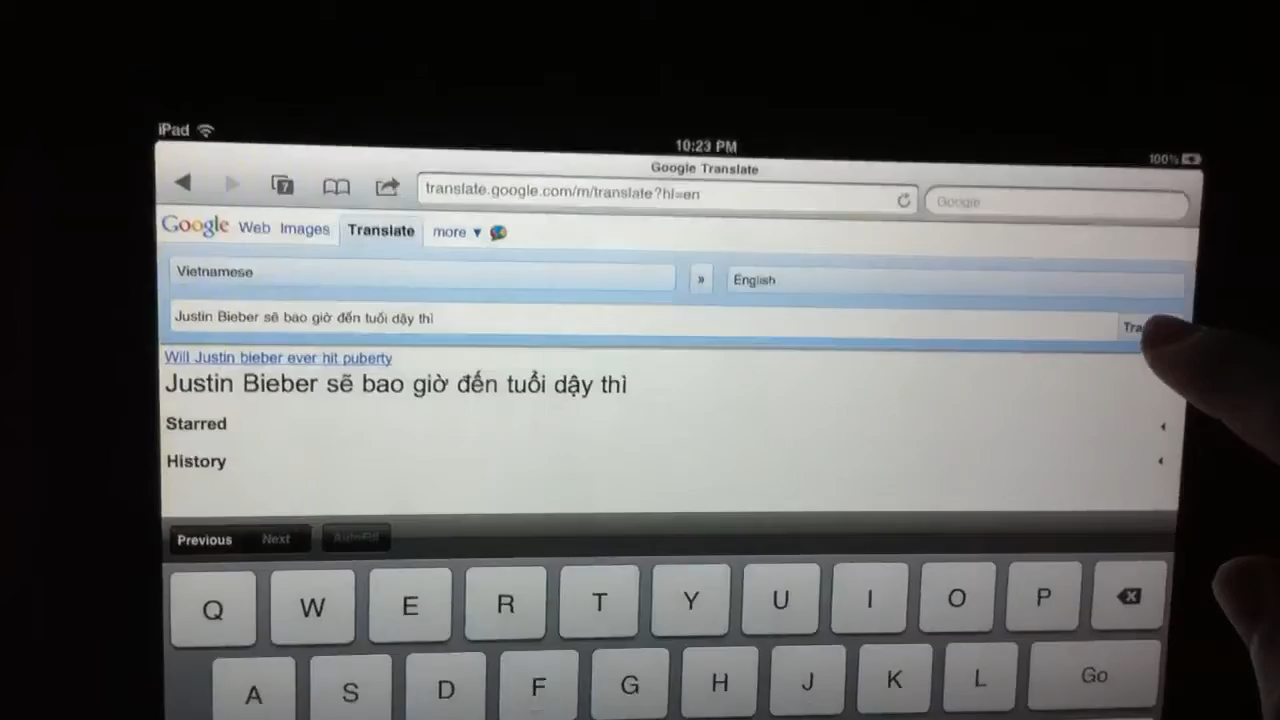 iPad
10:23 PM
100%
Google Translate
7
translate.google.com/m/translate?hl=en
Google
Google Web Images Translate more ▼
Vietnamese » English
Justin Bieber sẽ bao giờ đến tuổi dậy thì
Will Justin bieber ever hit puberty
Justin Bieber sẽ bao giờ đến tuổi dậy thì
Starred
History
Previous Next AutoFill
Q W E R T Y U I O P
A S D F G H J K L Go